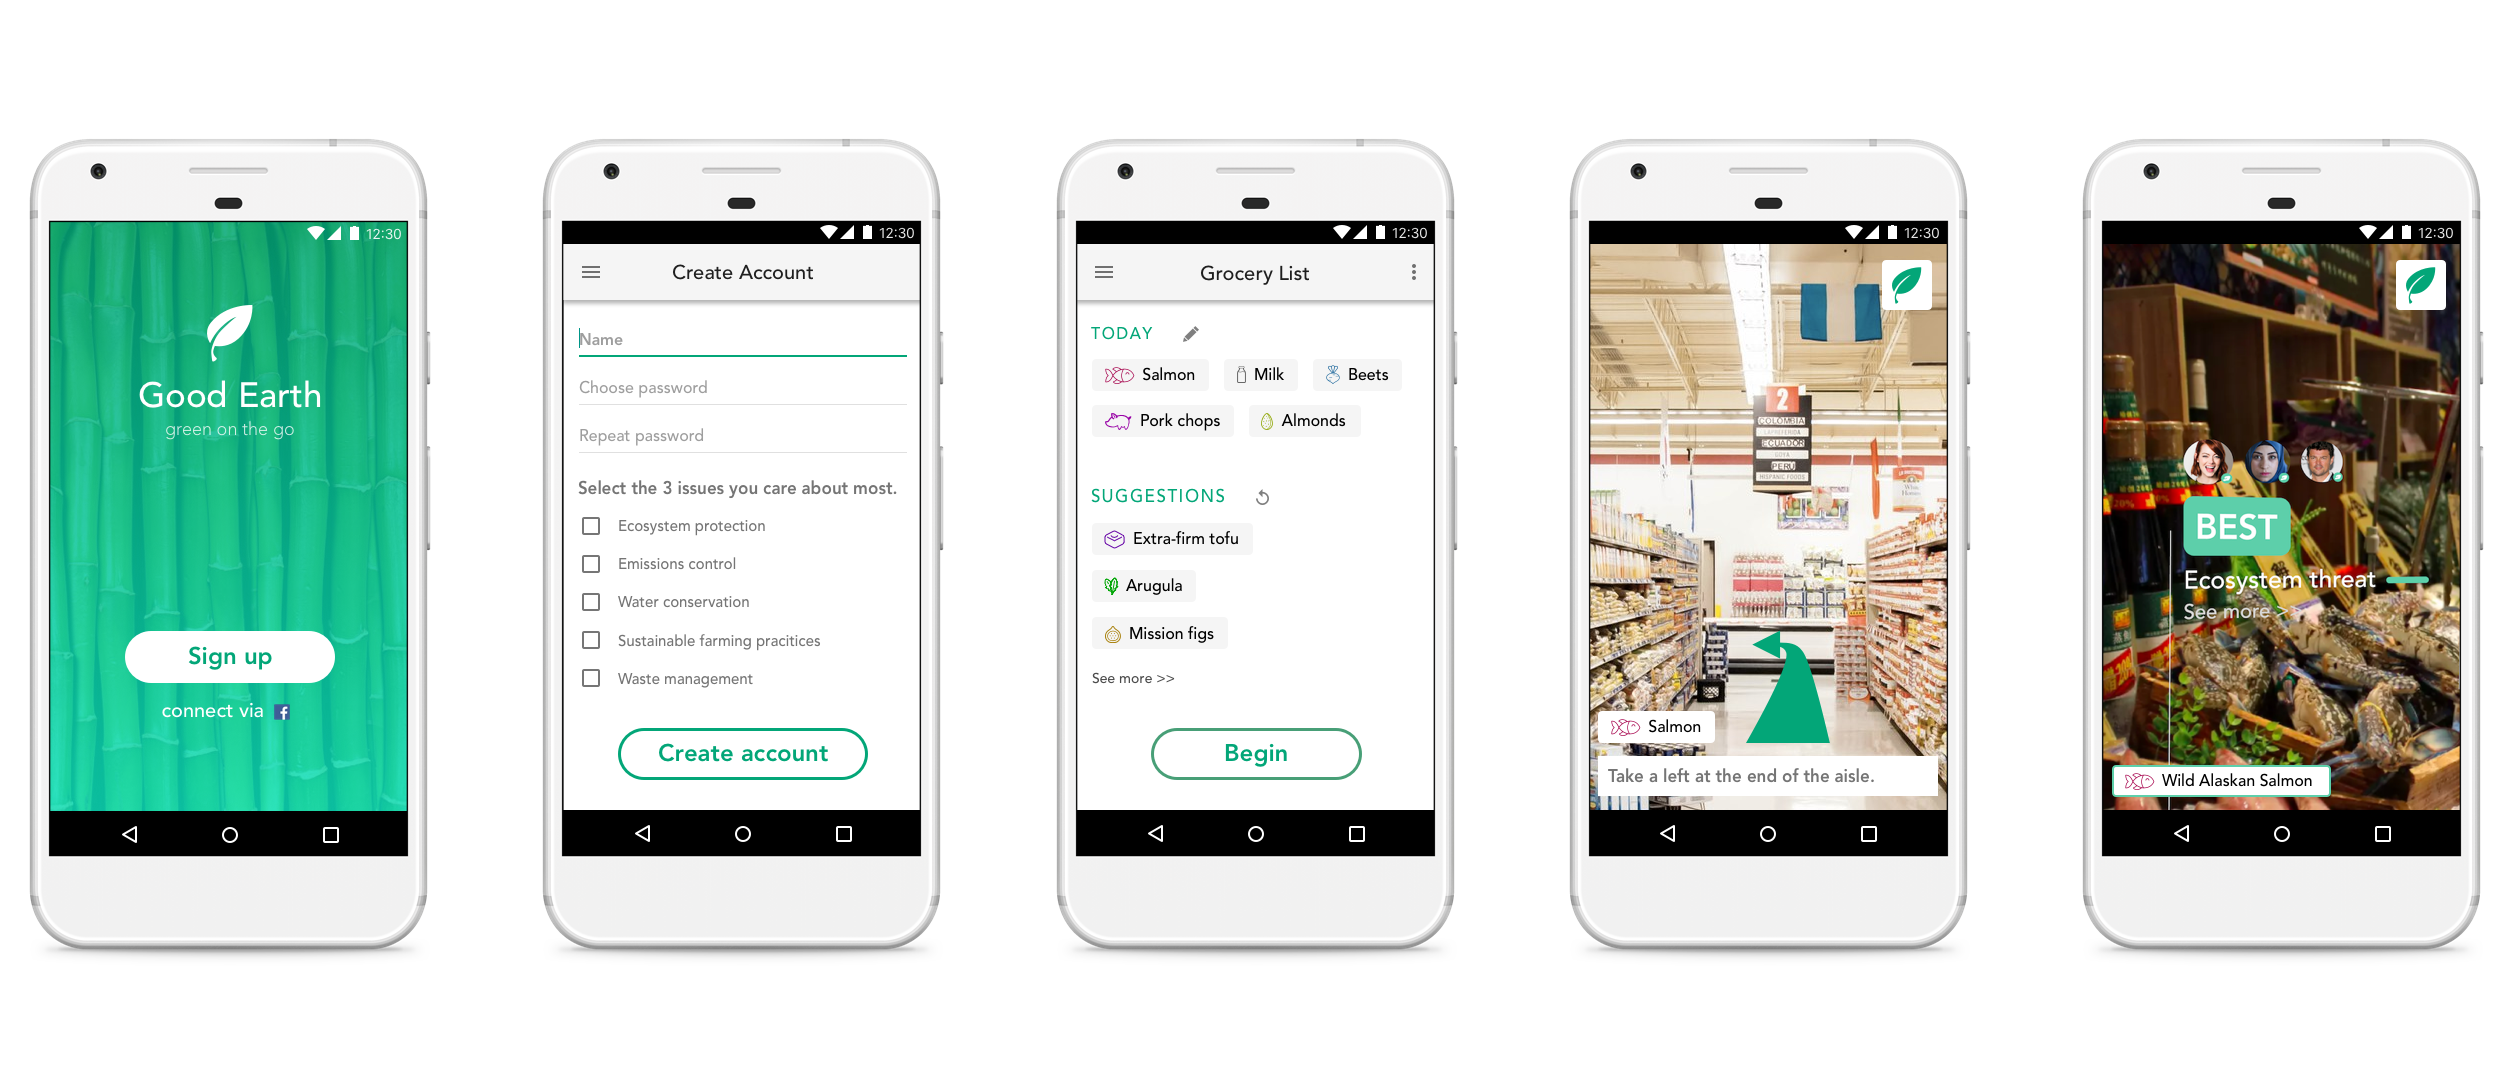 12:30
Good Earth
green on the go
Sign up
connect via f
12:30
Create Account
Name
Choose password
Repeat password
Select the 3 issues you care about most.
Ecosystem protection
Emissions control
Water conservation
Sustainable farming pracitices
Waste management
Create account
12:30
Grocery List
TODAY
Salmon
Milk
Beets
Pork chops
Almonds
SUGGESTIONS
Extra-firm tofu
Arugula
Mission figs
See more >>
Begin
12:30
2
COLOMBIA
LAPREFERIDA
ECUADOR
GOYA
PERU
HISPANIC FOODS
Salmon
Take a left at the end of the aisle.
12:30
BEST
Ecosystem threat
See more >>
Wild Alaskan Salmon